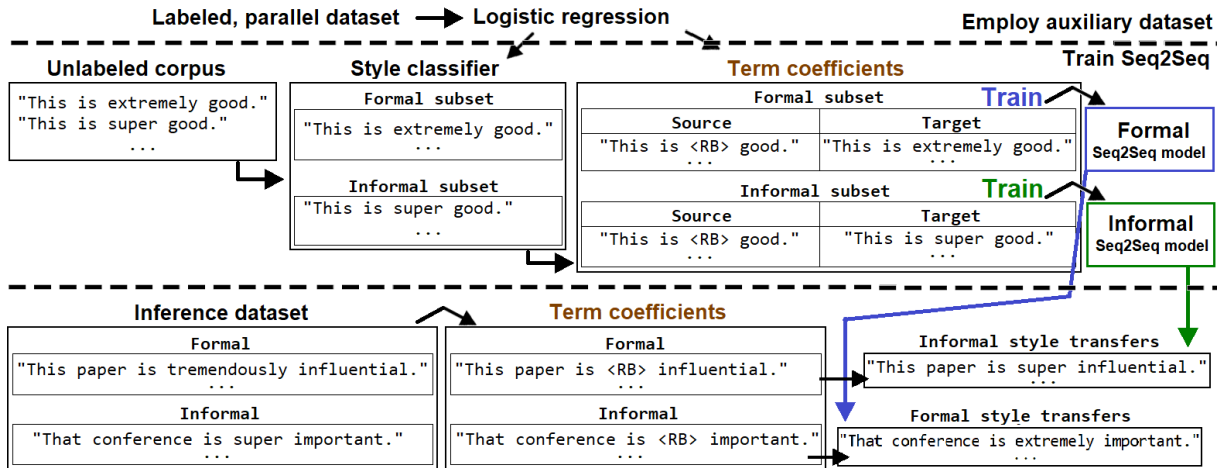 Labeled, parallel dataset
Logistic regression
Employ auxiliary dataset
Train Seq2Seq
Unlabeled corpus
"This is extremely good."
"This is super good."
...
Style classifier
Formal subset
"This is extremely good."
...
Informal subset
"This is super good."
...
Term coefficients
Formal subset
Source
Target
"This is <RB> good."
"This is extremely good."
...
...
Informal subset
Source
Target
"This is <RB> good."
"This is super good."
...
...
Train
Formal
Seq2Seq model
Train
Informal
Seq2Seq model
Inference dataset
Formal
"This paper is tremendously influential."
...
Informal
"That conference is super important."
...
Term coefficients
Formal
"This paper is <RB> influential."
...
Informal
"That conference is <RB> important."
...
Informal style transfers
"This paper is super influential."
...
Formal style transfers
"That conference is extremely important."
...